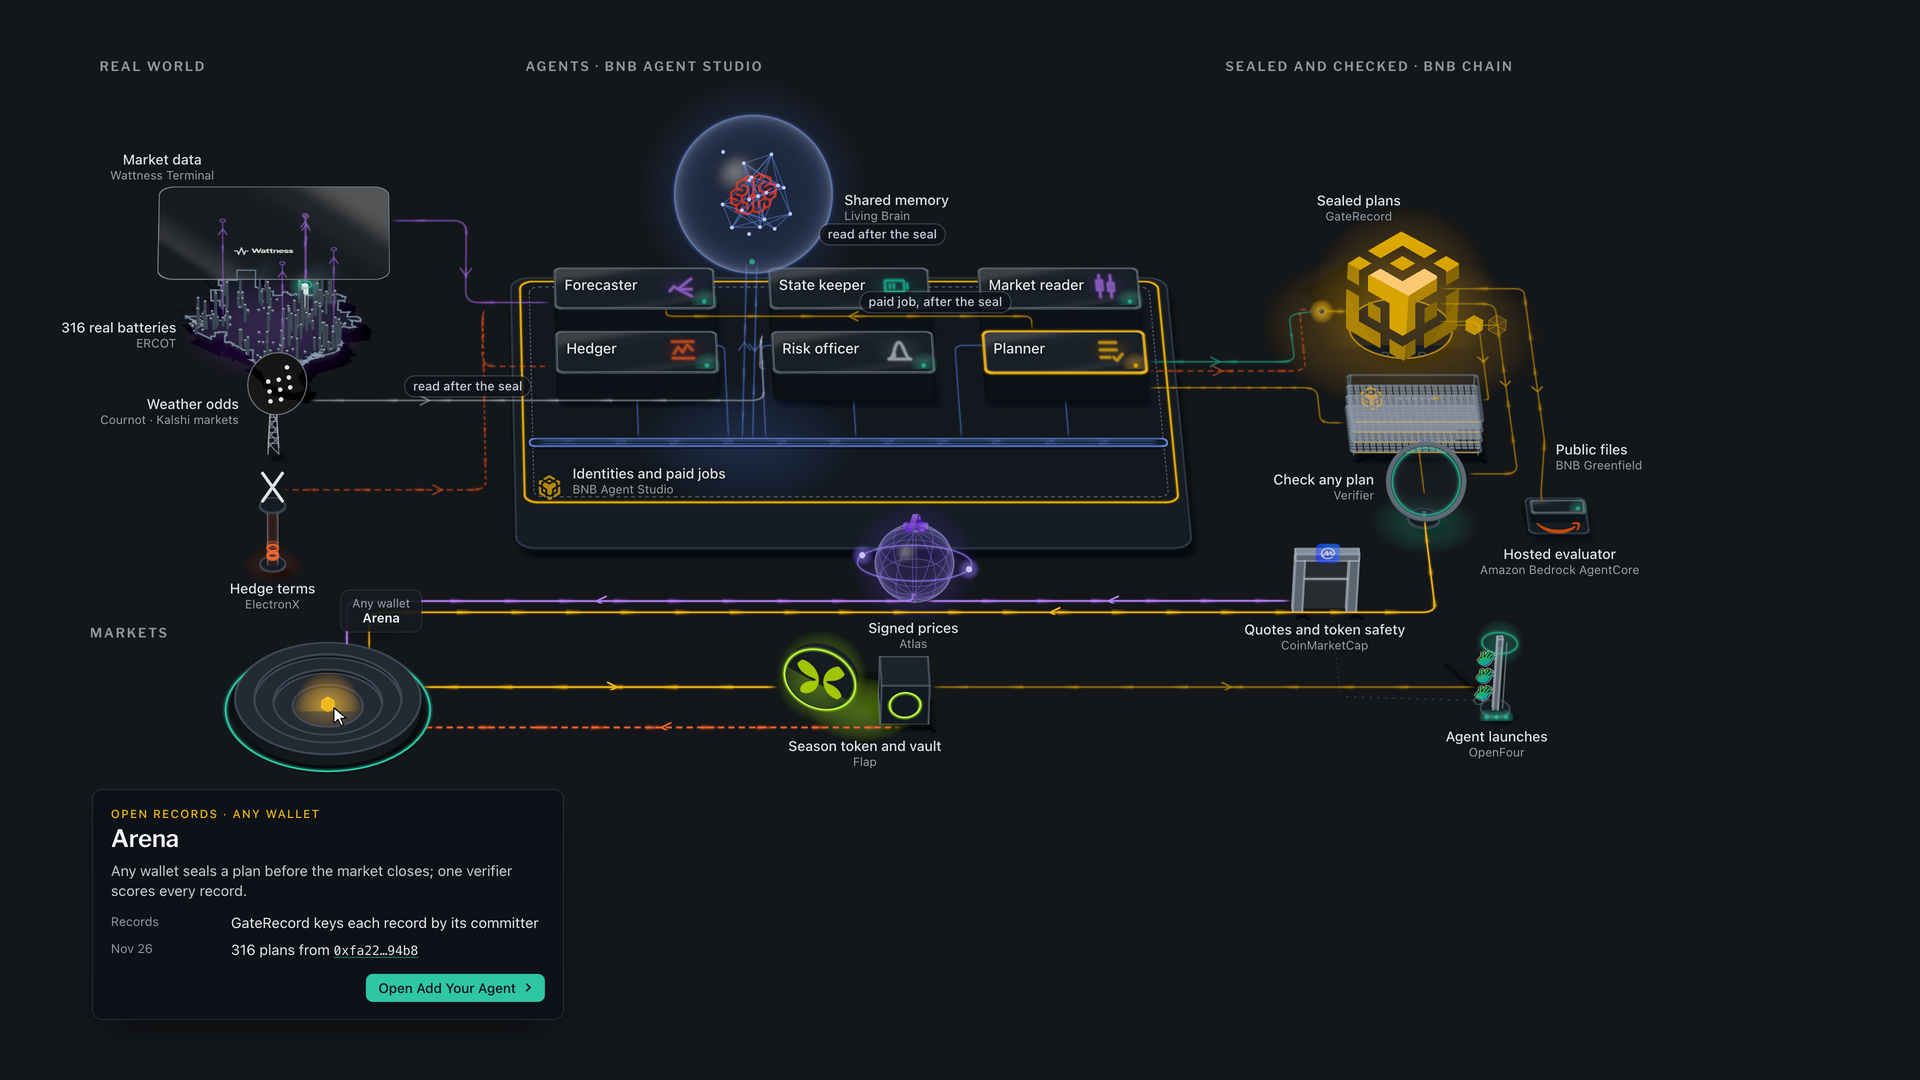 REAL WORLD
AGENTS · BNB AGENT STUDIO
SEALED AND CHECKED · BNB CHAIN
Market data
Wattness Terminal
Wattness
316 real batteries
ERCOT
Weather odds
Cournot · Kalshi markets
Hedge terms
ElectronX
Shared memory
Living Brain
read after the seal
Forecaster
State keeper
Market reader
paid job, after the seal
Hedger
Risk officer
Planner
read after the seal
Identities and paid jobs
BNB Agent Studio
Sealed plans
GateRecord
Check any plan
Verifier
Public files
BNB Greenfield
Hosted evaluator
Amazon Bedrock AgentCore
MARKETS
Any wallet
Arena
Signed prices
Atlas
Quotes and token safety
CoinMarketCap
Season token and vault
Flap
Agent launches
OpenFour
OPEN RECORDS · ANY WALLET
Arena
Any wallet seals a plan before the market closes; one verifier
scores every record.
Records GateRecord keys each record by its committer
Nov 26 316 plans from 0xfa22…94b8
Open Add Your Agent